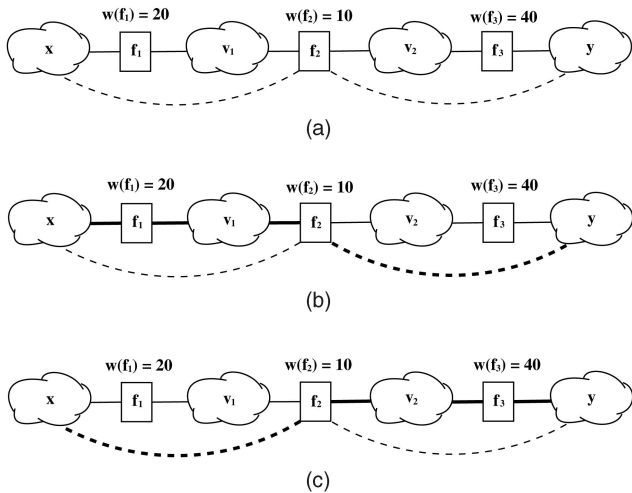 w(f₁) = 20 w(f₂) = 10 w(f₃) = 40
x f₁ v₁ f₂ v₂ f₃ y
(a)
w(f₁) = 20 w(f₂) = 10 w(f₃) = 40
x f₁ v₁ f₂ v₂ f₃ y
(b)
w(f₁) = 20 w(f₂) = 10 w(f₃) = 40
x f₁ v₁ f₂ v₂ f₃ y
(c)